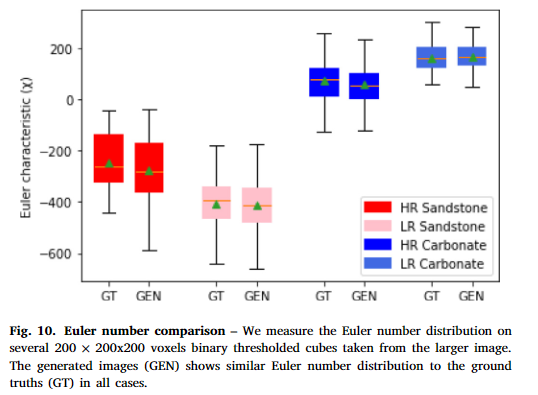 Euler characteristic (χ)
200
0
−200
−400
−600
GT GEN GT GEN GT GEN GT GEN
HR Sandstone
LR Sandstone
HR Carbonate
LR Carbonate
Fig. 10. Euler number comparison – We measure the Euler number distribution on
several 200 × 200x200 voxels binary thresholded cubes taken from the larger image.
The generated images (GEN) shows similar Euler number distribution to the ground
truths (GT) in all cases.